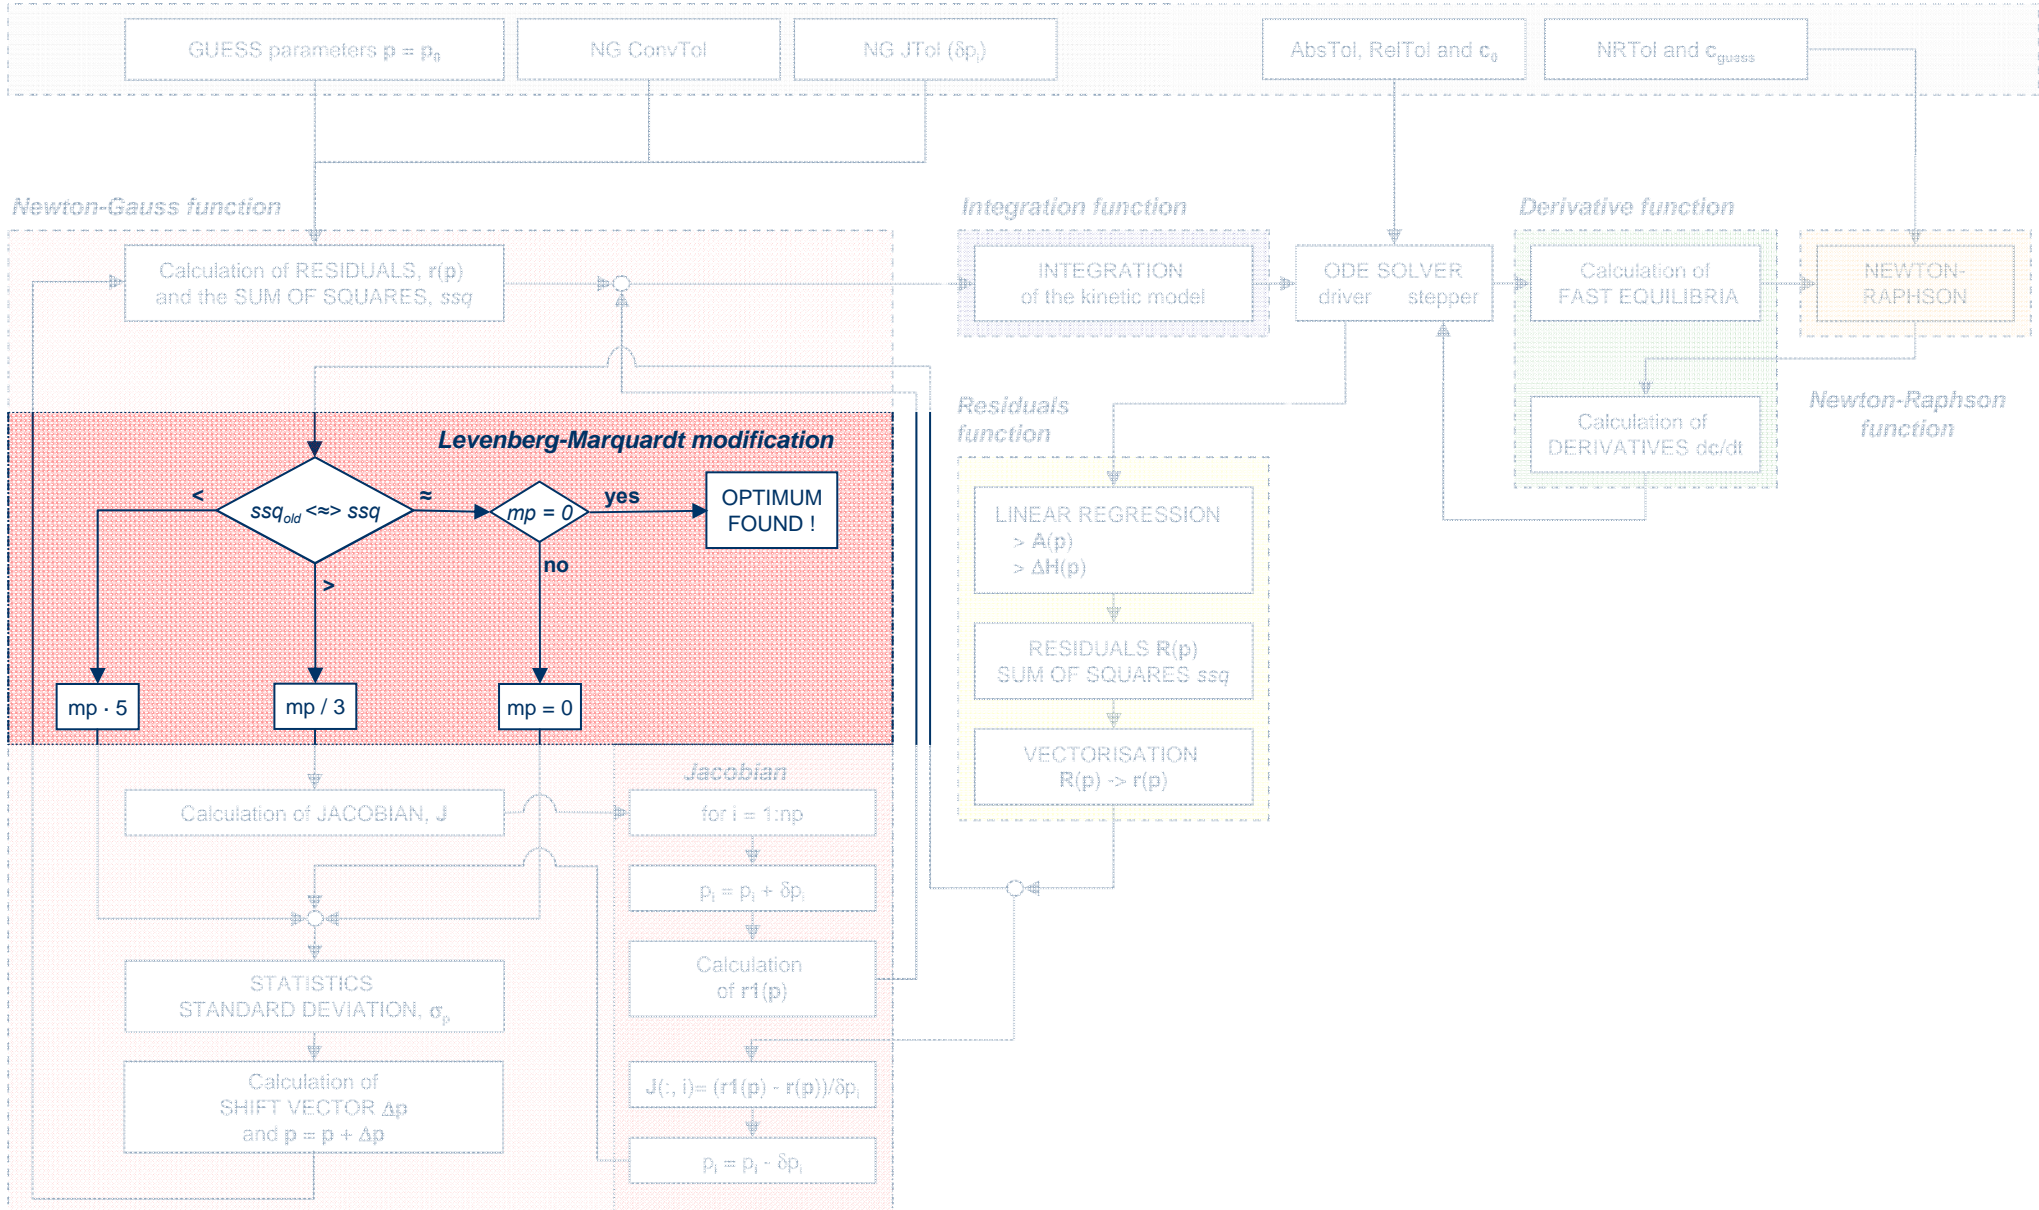 GUESS parameters p = p0
NG ConvTol
NG JTol (δpi)
AbsTol, RelTol and c0
NRTol and cguess
Newton-Gauss function
Integration function
Derivative function
Calculation of RESIDUALS, r(p)
and the SUM OF SQUARES, ssq
INTEGRATION
of the kinetic model
ODE SOLVER
driver stepper
Calculation of
FAST EQUILIBRIA
NEWTON-
RAPHSON
Newton-Raphson
function
Calculation of
DERIVATIVES dc/dt
Residuals
function
Levenberg-Marquardt modification
<
ssqold <≈> ssq
≈
mp = 0
yes
OPTIMUM
FOUND !
no
>
mp · 5
mp / 3
mp = 0
LINEAR REGRESSION
> A(p)
> ΔH(p)
RESIDUALS R(p)
SUM OF SQUARES ssq
VECTORISATION
R(p) -> r(p)
Jacobian
Calculation of JACOBIAN, J
for i = 1:np
pi = pi + δpi
Calculation
of r1(p)
STATISTICS
STANDARD DEVIATION, σp
Calculation of
SHIFT VECTOR Δp
and p = p + Δp
J(:, i)= (r1(p) - r(p))/δpi
pi = pi - δpi